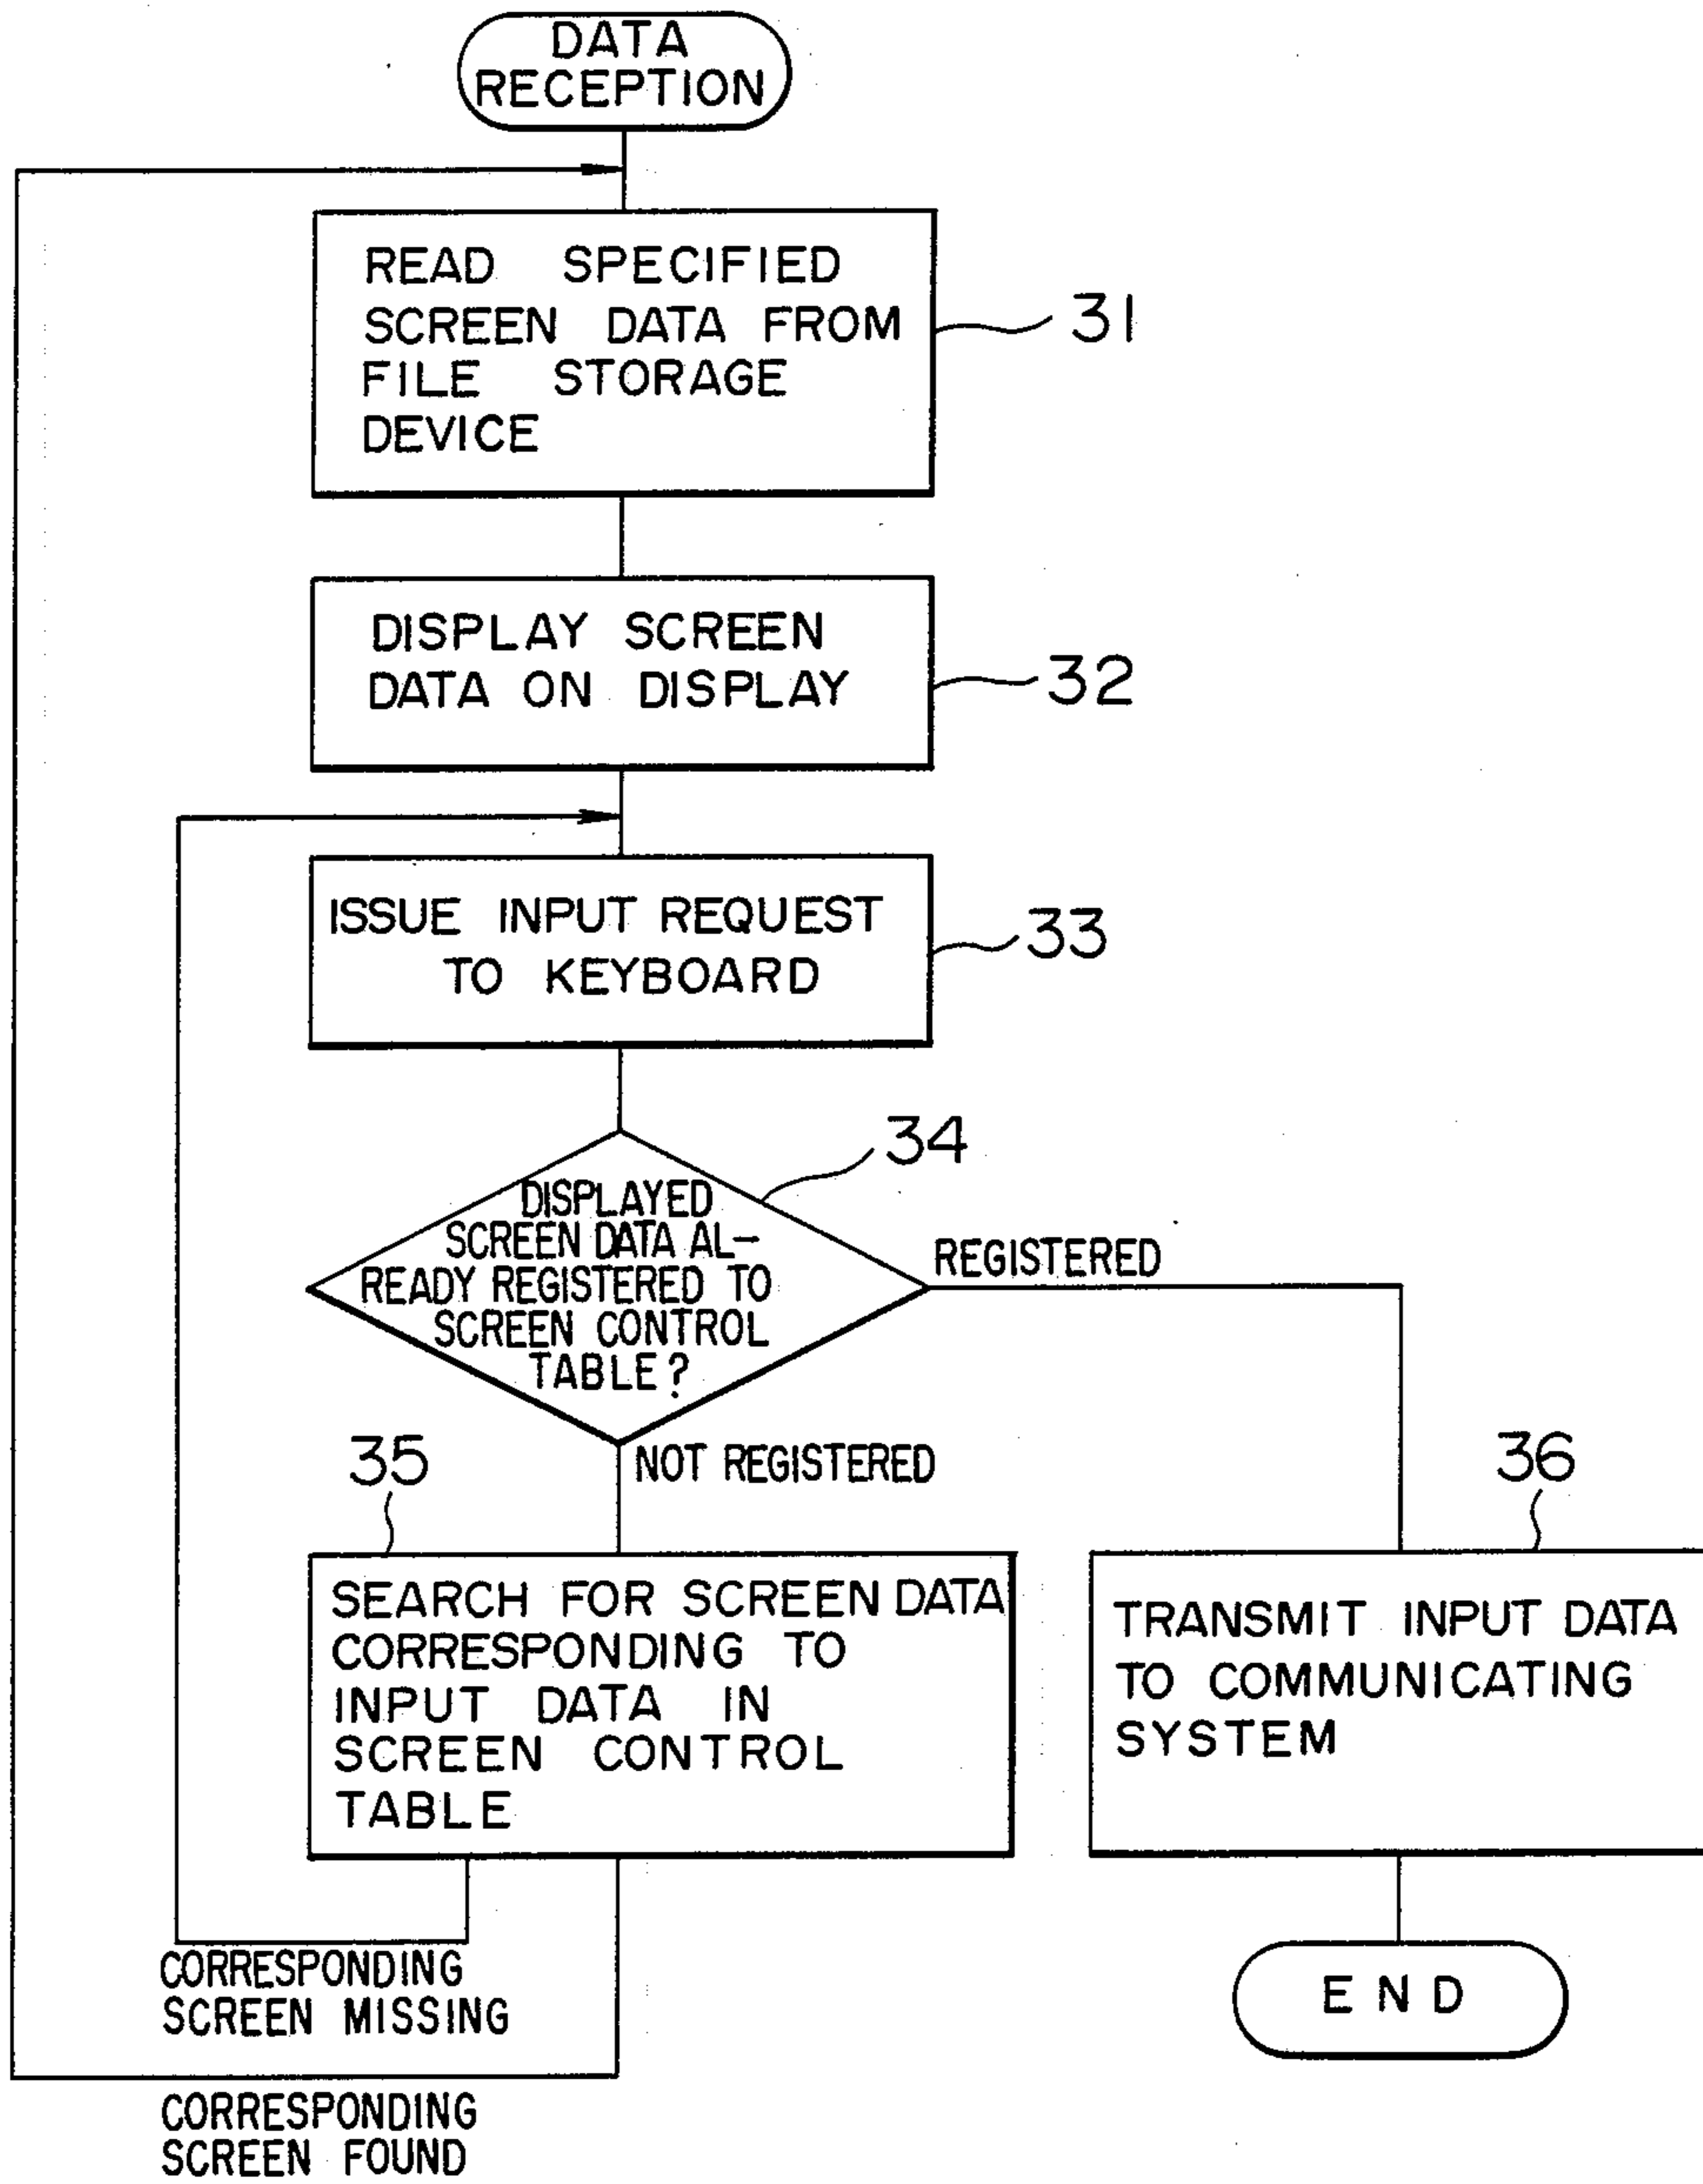 DATA
RECEPTION
READ SPECIFIED
SCREEN DATA FROM
FILE STORAGE
DEVICE
31
DISPLAY SCREEN
DATA ON DISPLAY
32
ISSUE INPUT REQUEST
TO KEYBOARD
33
34
DISPLAYED
SCREEN DATA AL-
READY REGISTERED TO
SCREEN CONTROL
TABLE?
REGISTERED
NOT REGISTERED
35
SEARCH FOR SCREEN DATA
CORRESPONDING TO
INPUT DATA IN
SCREEN CONTROL
TABLE
36
TRANSMIT INPUT DATA
TO COMMUNICATING
SYSTEM
CORRESPONDING
SCREEN MISSING
END
CORRESPONDING
SCREEN FOUND